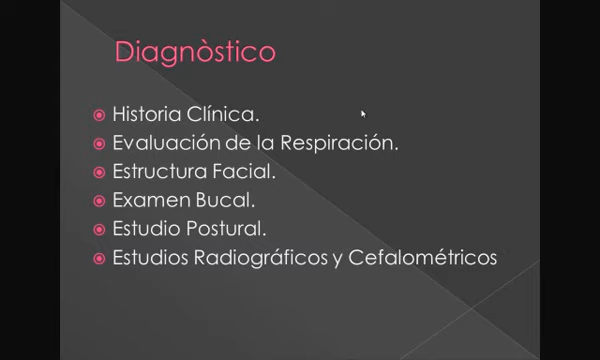 Diagnòstico
Historia Clínica.
Evaluación de la Respiración.
Estructura Facial.
Examen Bucal.
Estudio Postural.
Estudios Radiográficos y Cefalométricos